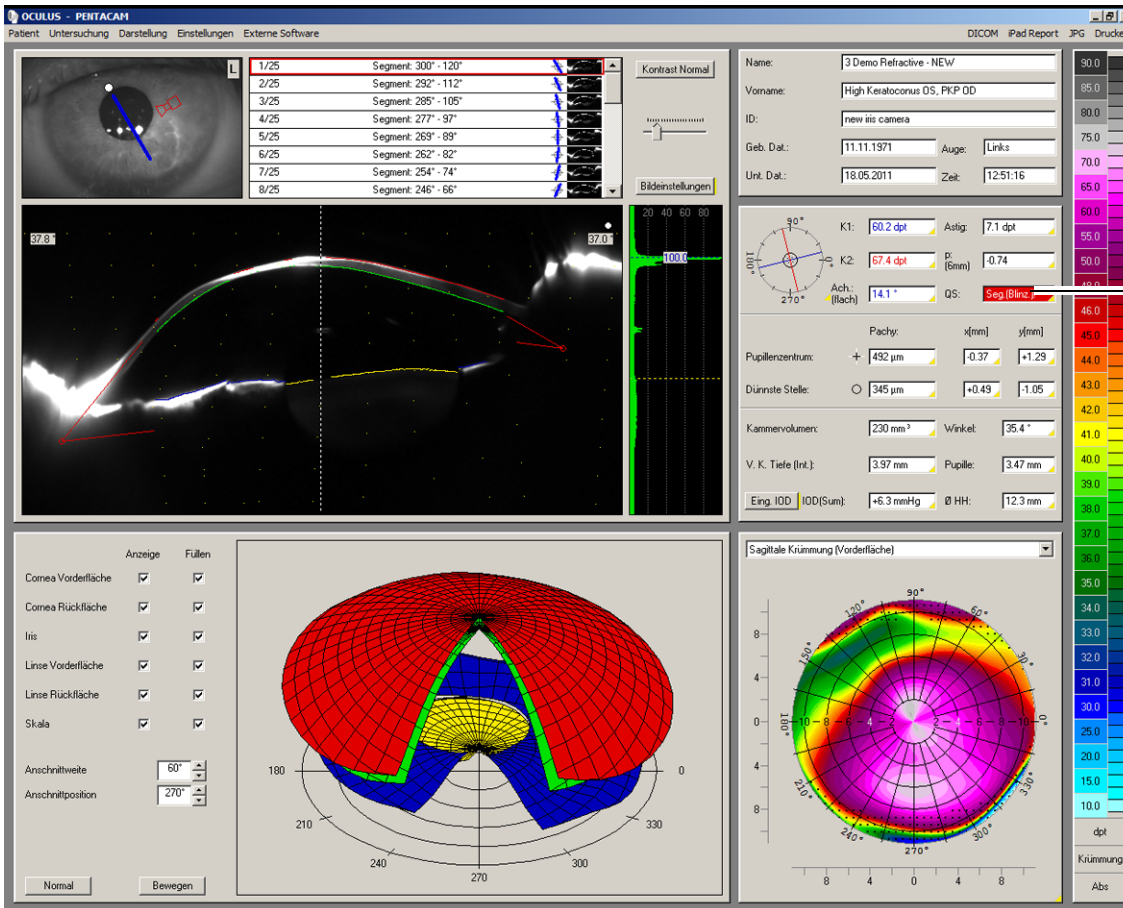 OCULUS - PENTACAM
Patient Untersuchung Darstellung Einstellungen Externe Software DICOM iPad Report JPG Drucke
L
1/25 Segment: 300° - 120°
2/25 Segment: 292° - 112°
3/25 Segment: 285° - 105°
4/25 Segment: 277° - 97°
5/25 Segment: 269° - 89°
6/25 Segment: 262° - 82°
7/25 Segment: 254° - 74°
8/25 Segment: 246° - 66°
Kontrast Normal
Bildeinstellungen
Name: 3 Demo Refractive - NEW
Vorname: High Keratoconus OS, PKP OD
ID: new iris camera
Geb. Dat.: 11.11.1971 Auge: Links
Unt. Dat.: 18.05.2011 Zeit: 12:51:16
37.8 ° 37.0 °
20 40 60 80
100.0
90° 180° 0° 270°
K1: 60.2 dpt Astig: 7.1 dpt
K2: 67.4 dpt p: (6mm) -0.74
Ach.: (flach) 14.1 ° QS: Seg.(Blinz.)!
Pachy: x[mm] y[mm]
Pupillenzentrum: + 492 µm -0.37 +1.29
Dünnste Stelle: 345 µm +0.49 -1.05
Kammervolumen: 230 mm³ Winkel: 35.4 °
V. K. Tiefe (Int.): 3.97 mm Pupille: 3.47 mm
Eing. IOD IOD(Sum): +6.3 mmHg Ø HH: 12.3 mm
Anzeige Füllen
Cornea Vorderfläche
Cornea Rückfläche
Iris
Linse Vorderfläche
Linse Rückfläche
Skala
Anschnittweite 60°
Anschnittposition 270°
Normal Bewegen
180 0
210 330
240 300
270
Sagittale Krümmung (Vorderfläche)
90°
120° 60°
150° 30°
180° 0°
210° 330°
240° 300°
270°
8 4 0 4 8
8 6 4 2 4 6 8
8 4 0 4 8
90.0
85.0
80.0
75.0
70.0
65.0
60.0
55.0
50.0
48.0
46.0
45.0
44.0
43.0
42.0
41.0
40.0
39.0
38.0
37.0
36.0
35.0
34.0
33.0
32.0
31.0
30.0
25.0
20.0
15.0
10.0
dpt
Krümmung
Abs